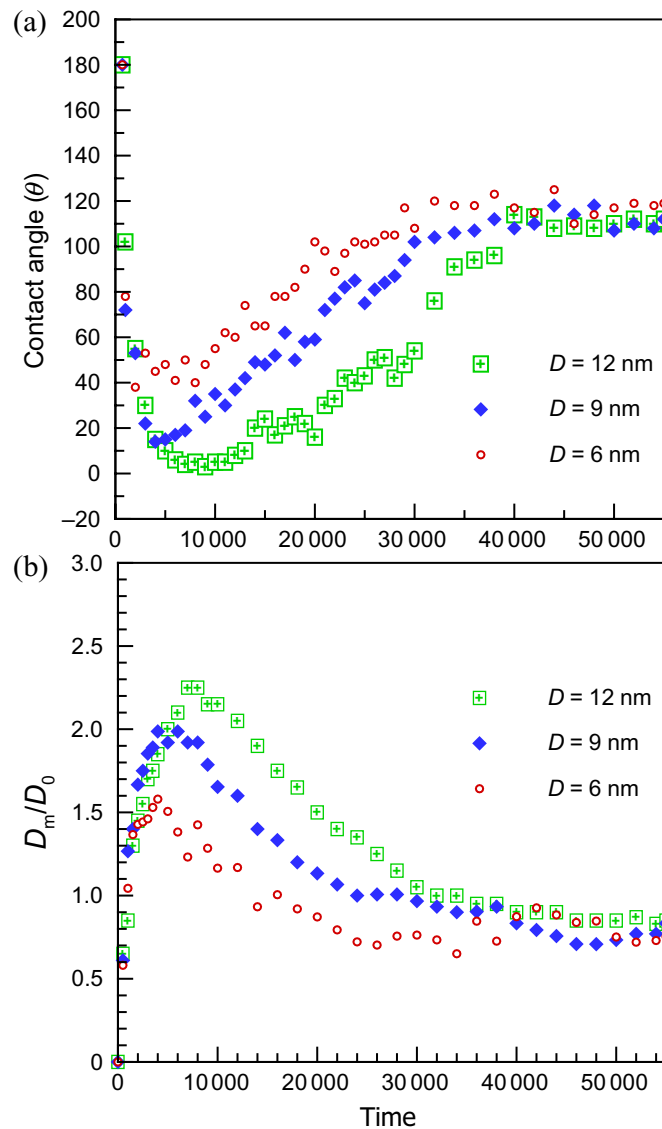 (a)
200
180
160
140
120
100
80
60
40
20
0
–20
Contact angle (θ)
D = 12 nm
D = 9 nm
D = 6 nm
0 10 000 20 000 30 000 40 000 50 000
(b)
3.0
2.5
2.0
1.5
1.0
0.5
0
Dm/D0
D = 12 nm
D = 9 nm
D = 6 nm
0 10 000 20 000 30 000 40 000 50 000
Time